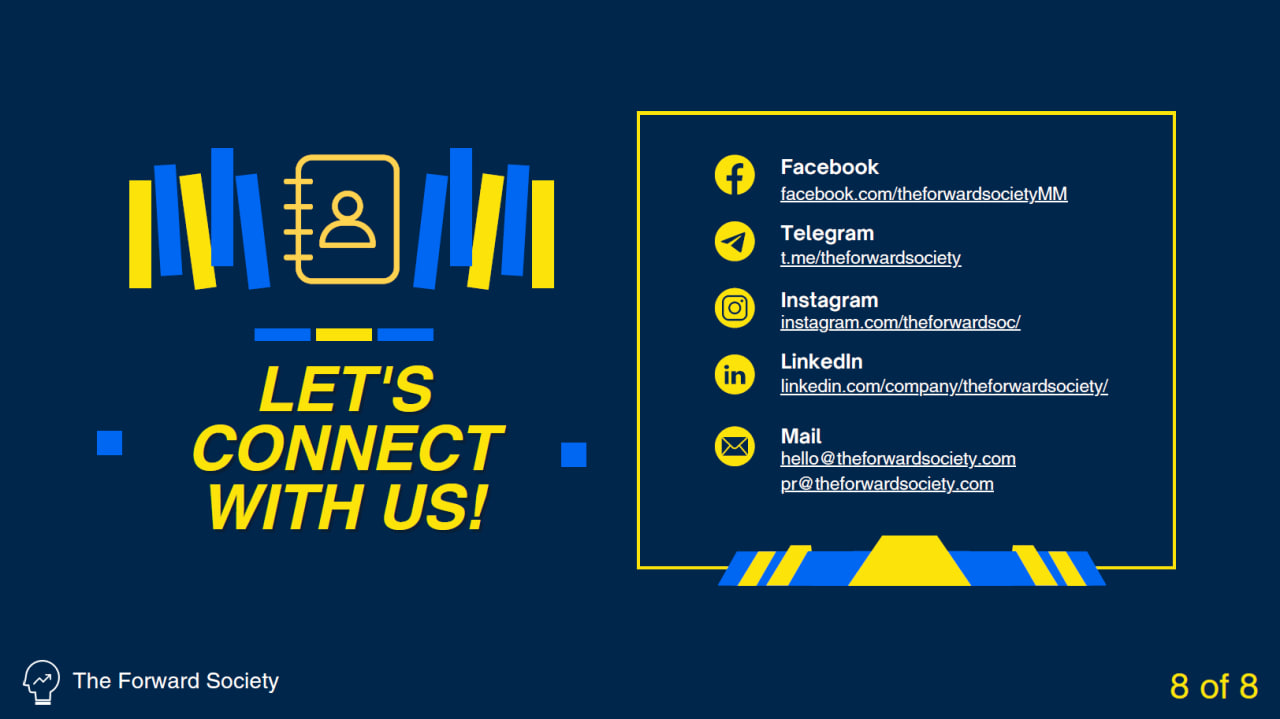 LET'S
CONNECT
WITH US!
Facebook
facebook.com/theforwardsocietyMM
Telegram
t.me/theforwardsociety
Instagram
instagram.com/theforwardsoc/
LinkedIn
linkedin.com/company/theforwardsociety/
Mail
hello@theforwardsociety.com
pr@theforwardsociety.com
The Forward Society
8 of 8